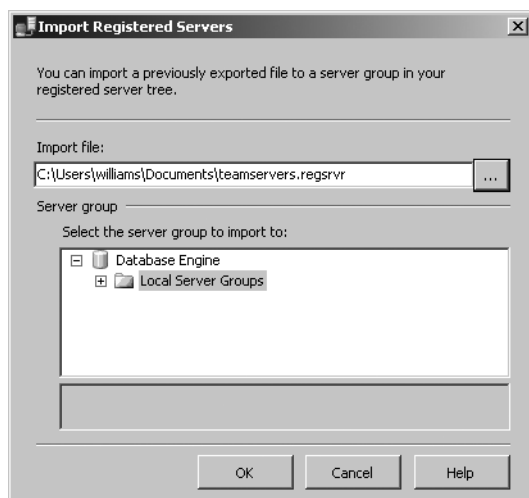 Import Registered Servers
You can import a previously exported file to a server group in your
registered server tree.
Import file:
C:\Users\williams\Documents\teamservers.regsrvr
...
Server group
Select the server group to import to:
Database Engine
Local Server Groups
OK Cancel Help